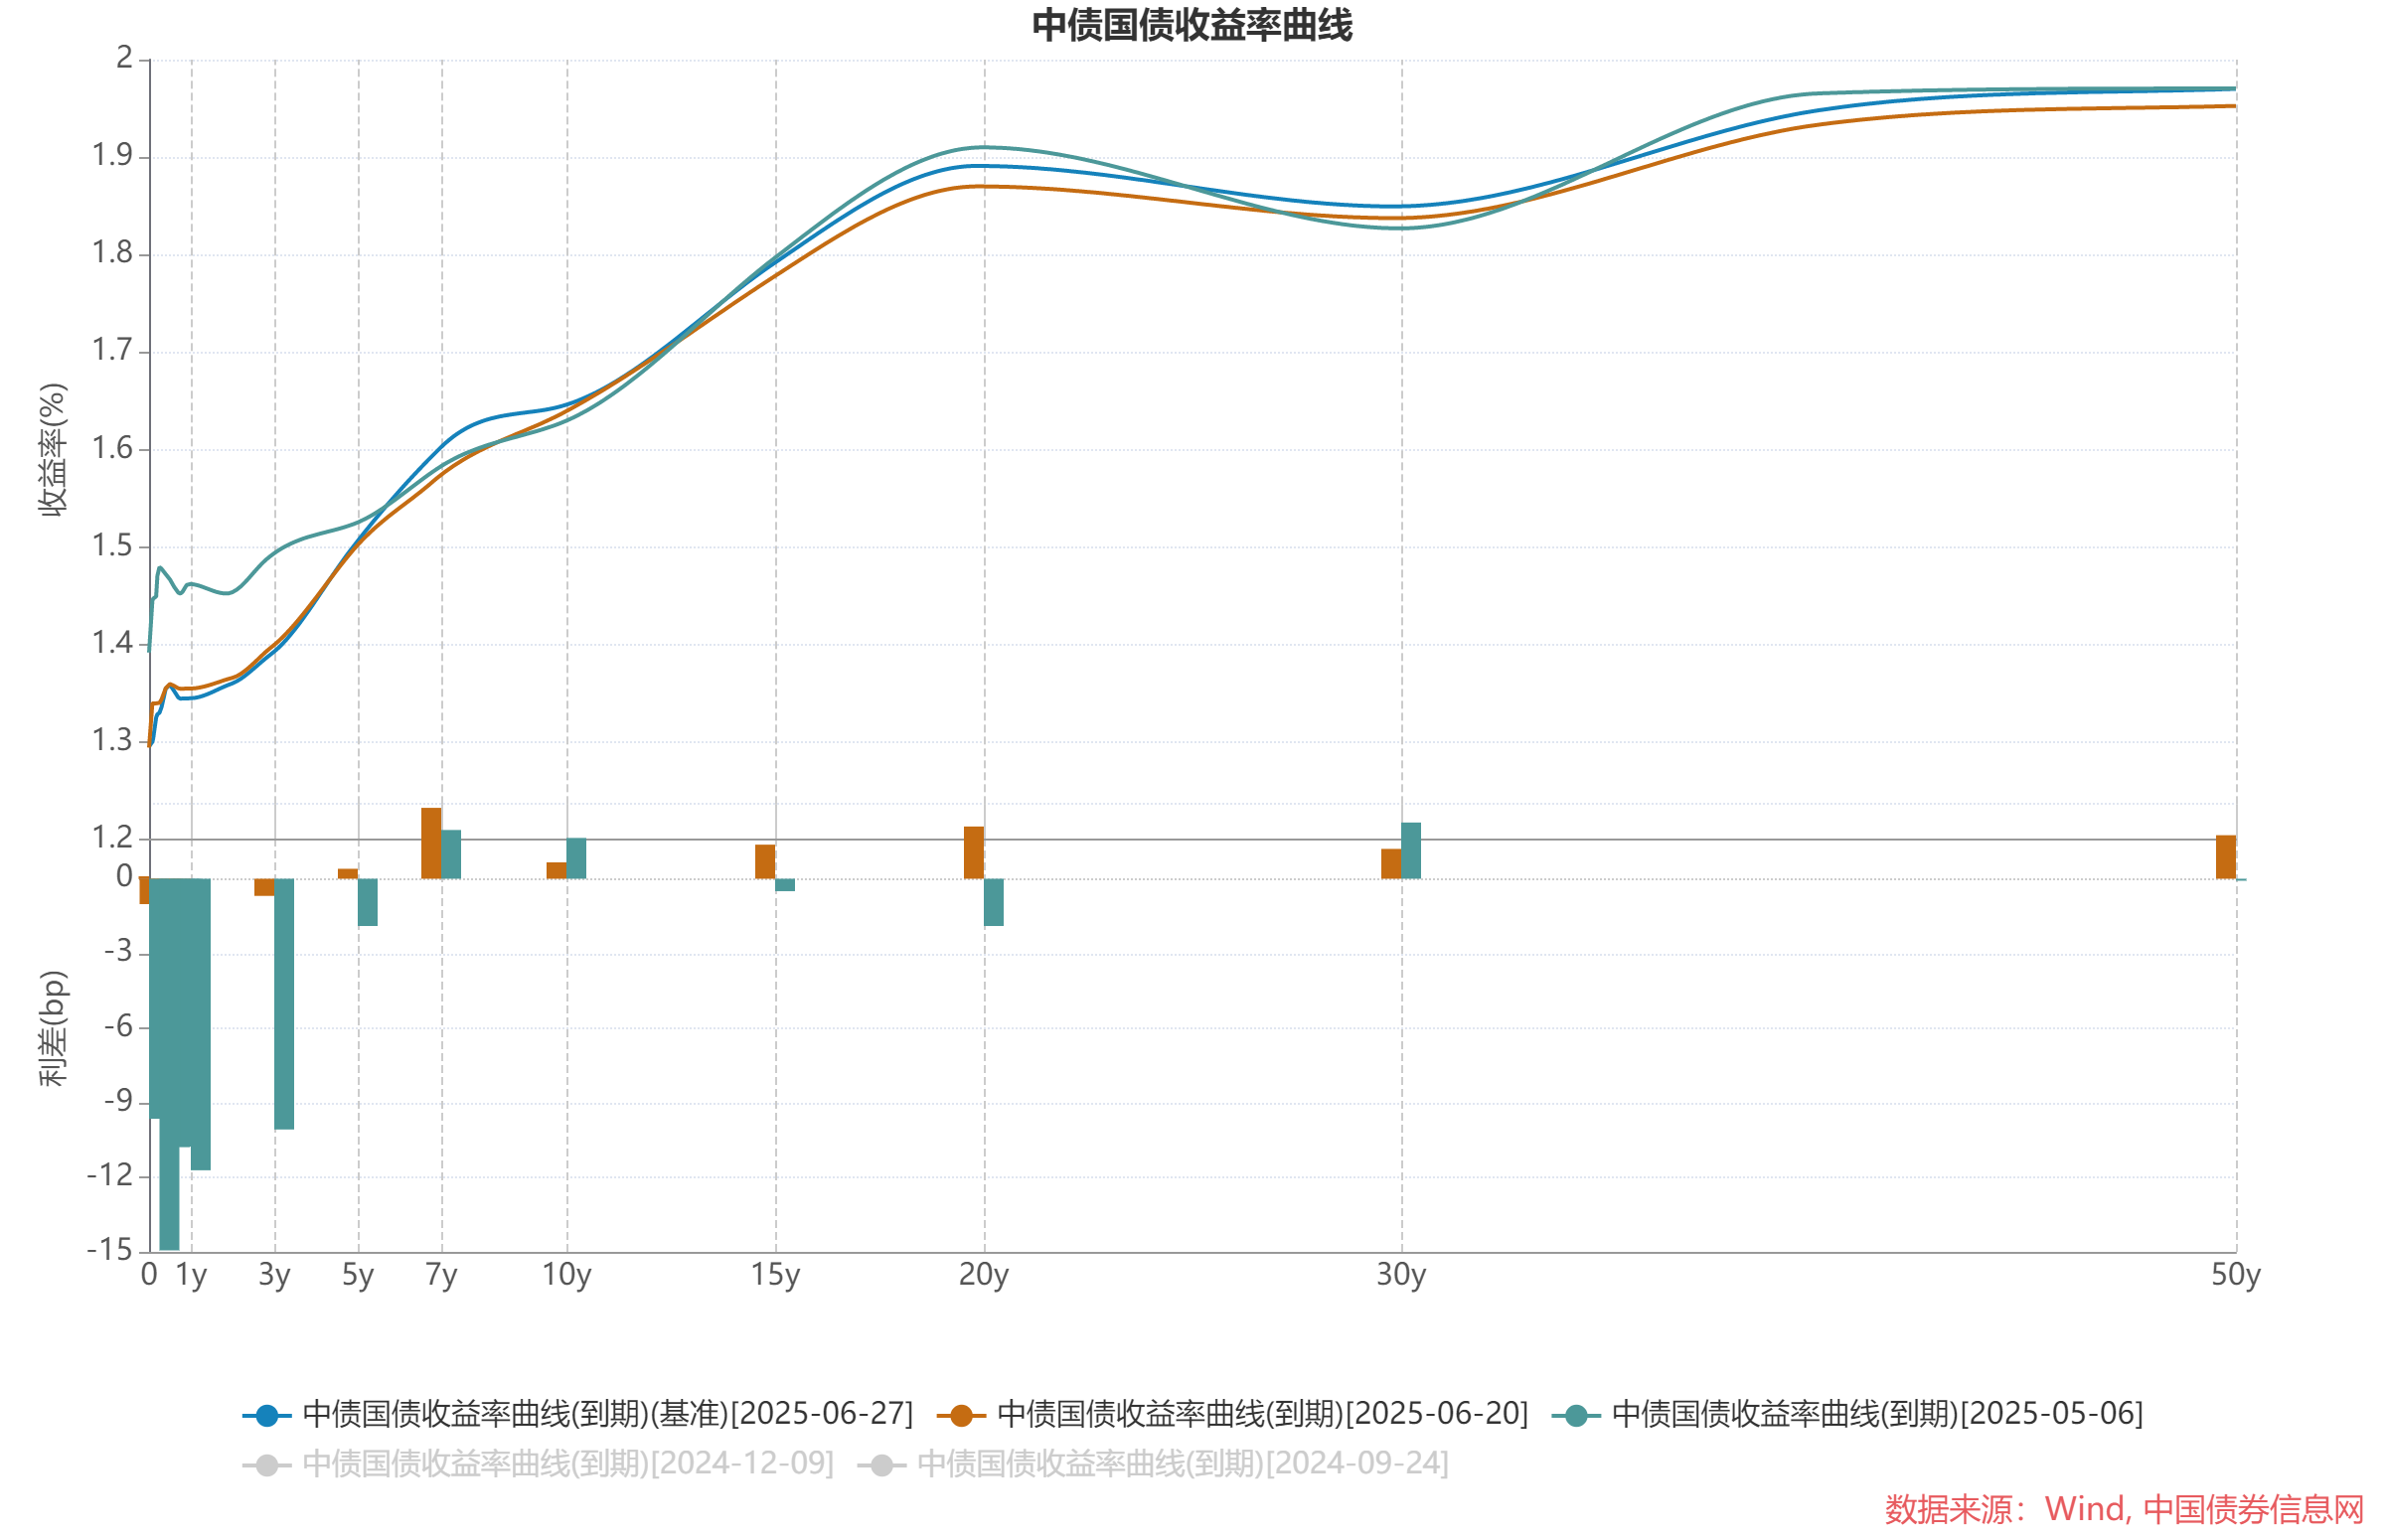 中债国债收益率曲线
收益率(%)
2
1.9
1.8
1.7
1.6
1.5
1.4
1.3
1.2
利差(bp)
0
-3
-6
-9
-12
-15
0 1y 3y 5y 7y 10y 15y 20y 30y 50y
中债国债收益率曲线(到期)(基准)[2025-06-27] 中债国债收益率曲线(到期)[2025-06-20] 中债国债收益率曲线(到期)[2025-05-06]
中债国债收益率曲线(到期)[2024-12-09] 中债国债收益率曲线(到期)[2024-09-24]
数据来源：Wind, 中国债券信息网